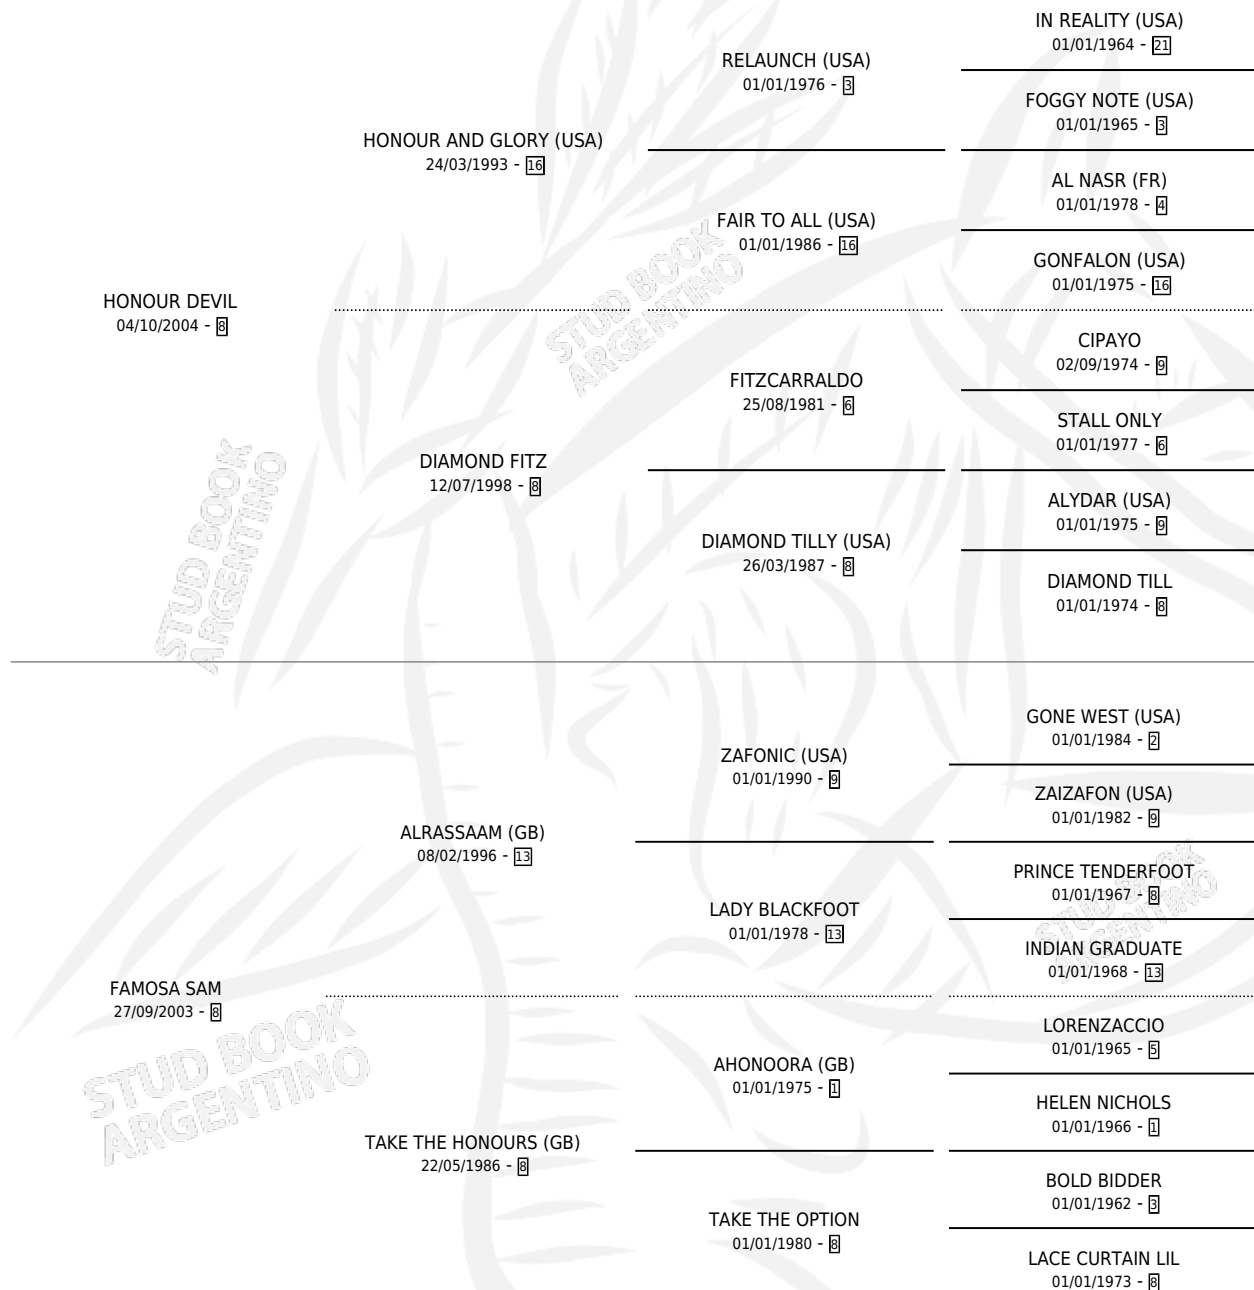 IN REALITY (USA)
01/01/1964 - 21
RELAUNCH (USA)
01/01/1976 - 3
FOGGY NOTE (USA)
01/01/1965 - 3
HONOUR AND GLORY (USA)
24/03/1993 - 16
AL NASR (FR)
01/01/1978 - 4
FAIR TO ALL (USA)
01/01/1986 - 16
GONFALON (USA)
01/01/1975 - 16
HONOUR DEVIL
04/10/2004 - 8
CIPAYO
02/09/1974 - 9
FITZCARRALDO
25/08/1981 - 6
STALL ONLY
01/01/1977 - 6
DIAMOND FITZ
12/07/1998 - 8
ALYDAR (USA)
01/01/1975 - 9
DIAMOND TILLY (USA)
26/03/1987 - 8
DIAMOND TILL
01/01/1974 - 8
STUD BOOK
ARGENTINO
STUD BOOK
ARGENTINO
GONE WEST (USA)
01/01/1984 - 2
ZAFONIC (USA)
01/01/1990 - 9
ZAIZAFON (USA)
01/01/1982 - 9
ALRASSAAM (GB)
08/02/1996 - 13
PRINCE TENDERFOOT
01/01/1967 - 8
LADY BLACKFOOT
01/01/1978 - 13
INDIAN GRADUATE
01/01/1968 - 13
STUD BOOK
ARGENTINO
FAMOSA SAM
27/09/2003 - 8
LORENZACCIO
01/01/1965 - 5
AHONOORA (GB)
01/01/1975 - 1
HELEN NICHOLS
01/01/1966 - 1
TAKE THE HONOURS (GB)
22/05/1986 - 8
BOLD BIDDER
01/01/1962 - 3
TAKE THE OPTION
01/01/1980 - 8
LACE CURTAIN LIL
01/01/1973 - 8
STUD BOOK
ARGENTINO